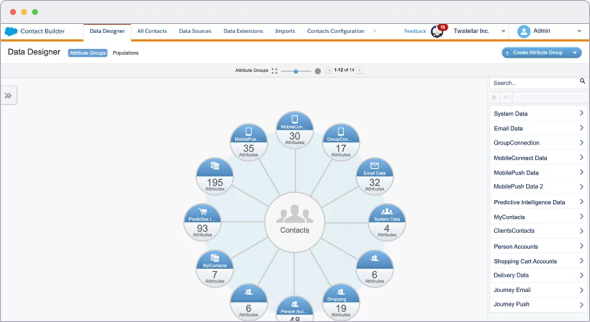 Contact Builder
Data Designer
All Contacts
Data Sources
Data Extensions
Imports
Contacts Configuration
Feedback
Twistellar Inc.
Admin
Data Designer
Attribute Groups
Populations
Create Attribute Group
Attribute Groups
1-12 of 14
Search...
MobileCon...
30
Attributes
MobilePus...
35
Attributes
GroupCon...
17
Attributes
195
Attributes
Email Data
32
Attributes
Predictive I...
93
Attributes
Contacts
System Data
4
Attributes
MyContacts
7
Attributes
6
Attributes
6
Attributes
Shopping
19
Attributes
Person Acc...
48
System Data
Email Data
GroupConnection
MobileConnect Data
MobilePush Data
MobilePush Data 2
Predictive Intelligence Data
MyContacts
ClientsContacts
Person Accounts
Shopping Cart Accounts
Delivery Data
Journey Email
Journey Push